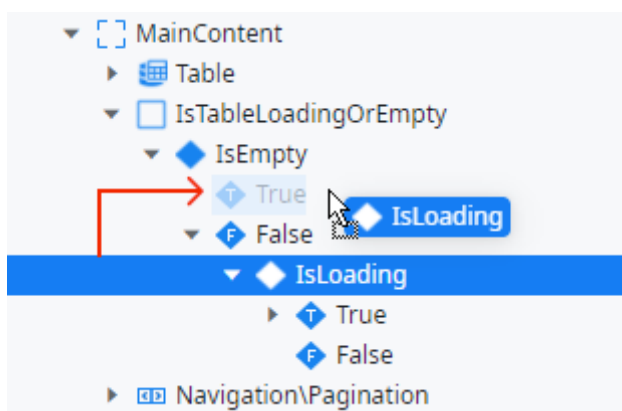 MainContent
Table
IsTableLoadingOrEmpty
IsEmpty
T True
IsLoading
F False
IsLoading
T True
F False
Navigation\Pagination